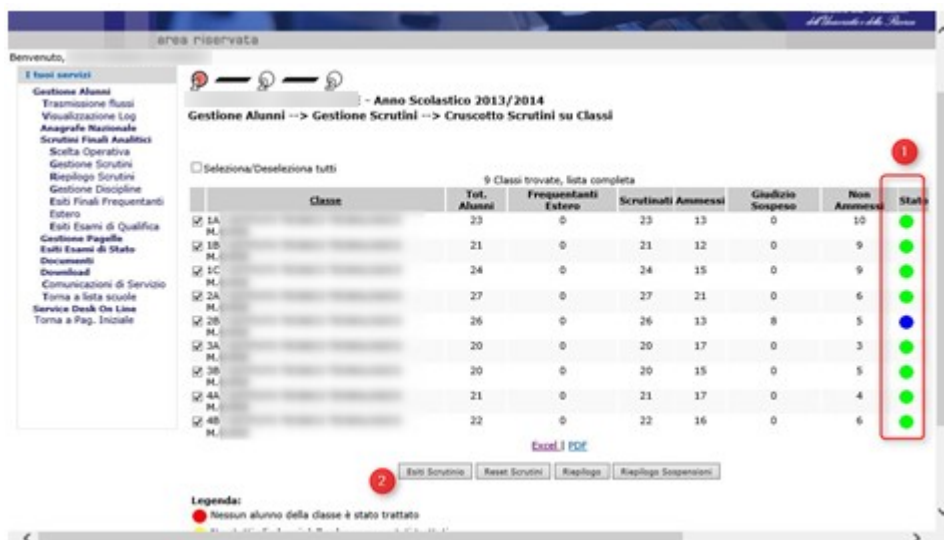 dell'Università e della Ricerca
area riservata
Benvenuto,
I tuoi servizi
Gestione Alunni
Trasmissione flussi
Visualizzazione Log
Anagrafe Nazionale
Scrutini Finali Analitici
Scelta Operativa
Gestione Scrutini
Riepilogo Scrutini
Gestione Discipline
Esiti Finali Frequentanti
Estero
Esiti Esami di Qualifica
Gestione Pagelle
Esiti Esami di Stato
Documenti
Download
Comunicazioni di Servizio
Torna a lista scuole
Service Desk On Line
Torna a Pag. Iniziale
- Anno Scolastico 2013/2014
Gestione Alunni --> Gestione Scrutini --> Cruscotto Scrutini su Classi
1
Seleziona/Deseleziona tutti
9 Classi trovate, lista completa
Classe Tot. Alunni Frequentanti Estero Scrutinati Ammessi Giudizio Sospeso Non Ammessi Stato
1A 23 0 23 13 0 10
M.
1B 21 0 21 12 0 9
M.
1C 24 0 24 15 0 9
M.
2A 27 0 27 21 0 6
M.
2B 26 0 26 13 8 5
M.
3A 20 0 20 17 0 3
M.
3B 20 0 20 15 0 5
M.
4A 21 0 21 17 0 4
M.
4B 22 0 22 16 0 6
M.
Excel | PDF
2
Esiti Scrutinio Reset Scrutini Riepilogo Riepilogo Sospensioni
Legenda:
Nessun alunno della classe è stato trattato